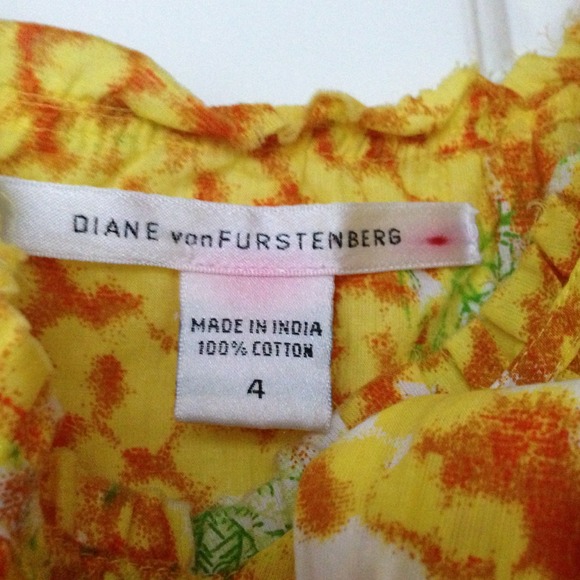 DIANE vonFURSTENBERG
MADE IN INDIA
100% COTTON
4